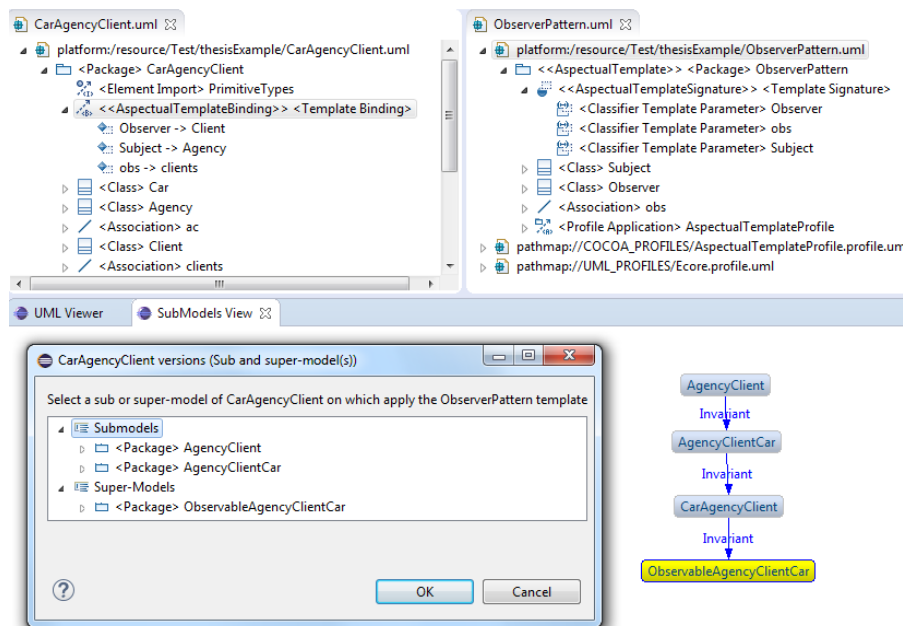 CarAgencyClient.uml
platform:/resource/Test/thesisExample/CarAgencyClient.uml
<Package> CarAgencyClient
<Element Import> PrimitiveTypes
<<AspectualTemplateBinding>> <Template Binding>
Observer -> Client
Subject -> Agency
obs -> clients
<Class> Car
<Class> Agency
<Association> ac
<Class> Client
<Association> clients
ObserverPattern.uml
platform:/resource/Test/thesisExample/ObserverPattern.uml
<<AspectualTemplate>> <Package> ObserverPattern
<<AspectualTemplateSignature>> <Template Signature>
<Classifier Template Parameter> Observer
<Classifier Template Parameter> obs
<Classifier Template Parameter> Subject
<Class> Subject
<Class> Observer
<Association> obs
<Profile Application> AspectualTemplateProfile
pathmap://COCOA_PROFILES/AspectualTemplateProfile.profile.um
pathmap://UML_PROFILES/Ecore.profile.uml
UML Viewer
SubModels View
CarAgencyClient versions (Sub and super-model(s))
Select a sub or super-model of CarAgencyClient on which apply the ObserverPattern template
Submodels
<Package> AgencyClient
<Package> AgencyClientCar
Super-Models
<Package> ObservableAgencyClientCar
?
OK
Cancel
AgencyClient
Invariant
AgencyClientCar
Invariant
CarAgencyClient
Invariant
ObservableAgencyClientCar